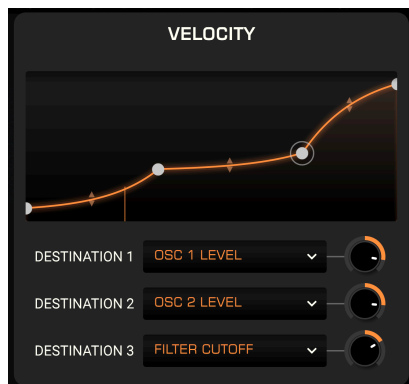 VELOCITY
DESTINATION 1 OSC 1 LEVEL
DESTINATION 2 OSC 2 LEVEL
DESTINATION 3 FILTER CUTOFF